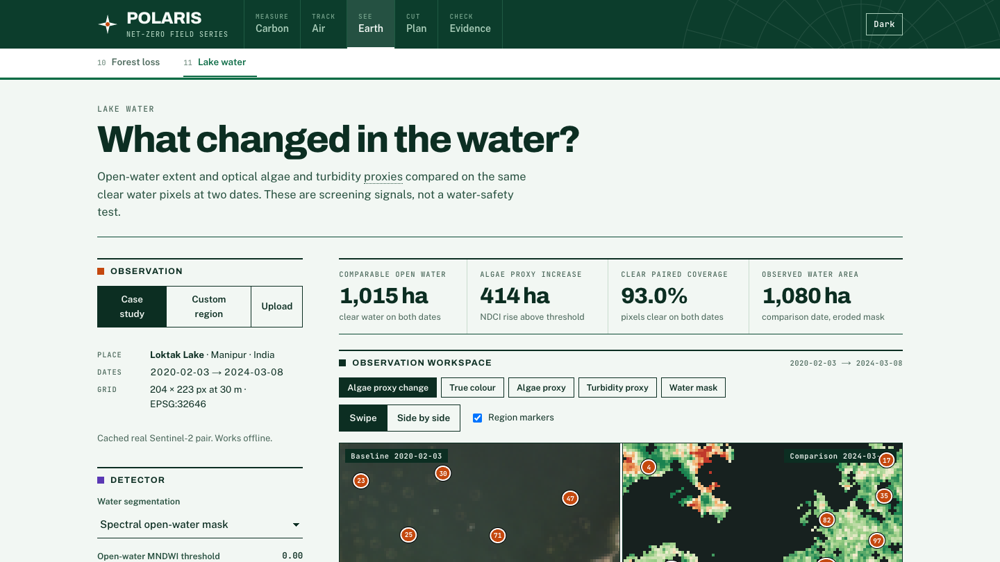 POLARIS
NET-ZERO FIELD SERIES
MEASURE
Carbon
TRACK
Air
SEE
Earth
CUT
Plan
CHECK
Evidence
Dark
10 Forest loss
11 Lake water
LAKE WATER
What changed in the water?
Open-water extent and optical algae and turbidity proxies compared on the same
clear water pixels at two dates. These are screening signals, not a water-safety
test.
OBSERVATION
Case study
Custom region
Upload
PLACE Loktak Lake · Manipur · India
DATES 2020-02-03 → 2024-03-08
GRID 204 × 223 px at 30 m ·
EPSG:32646
Cached real Sentinel-2 pair. Works offline.
DETECTOR
Water segmentation
Spectral open-water mask
Open-water MNDWI threshold 0.00
COMPARABLE OPEN WATER
1,015 ha
clear water on both dates
ALGAE PROXY INCREASE
414 ha
NDCI rise above threshold
CLEAR PAIRED COVERAGE
93.0%
pixels clear on both dates
OBSERVED WATER AREA
1,080 ha
comparison date, eroded mask
OBSERVATION WORKSPACE 2020-02-03 → 2024-03-08
Algae proxy change
True colour
Algae proxy
Turbidity proxy
Water mask
Swipe
Side by side
Region markers
Baseline 2020-02-03
Comparison 2024-03-
17
4
30
23
35
47
82
25
71
97